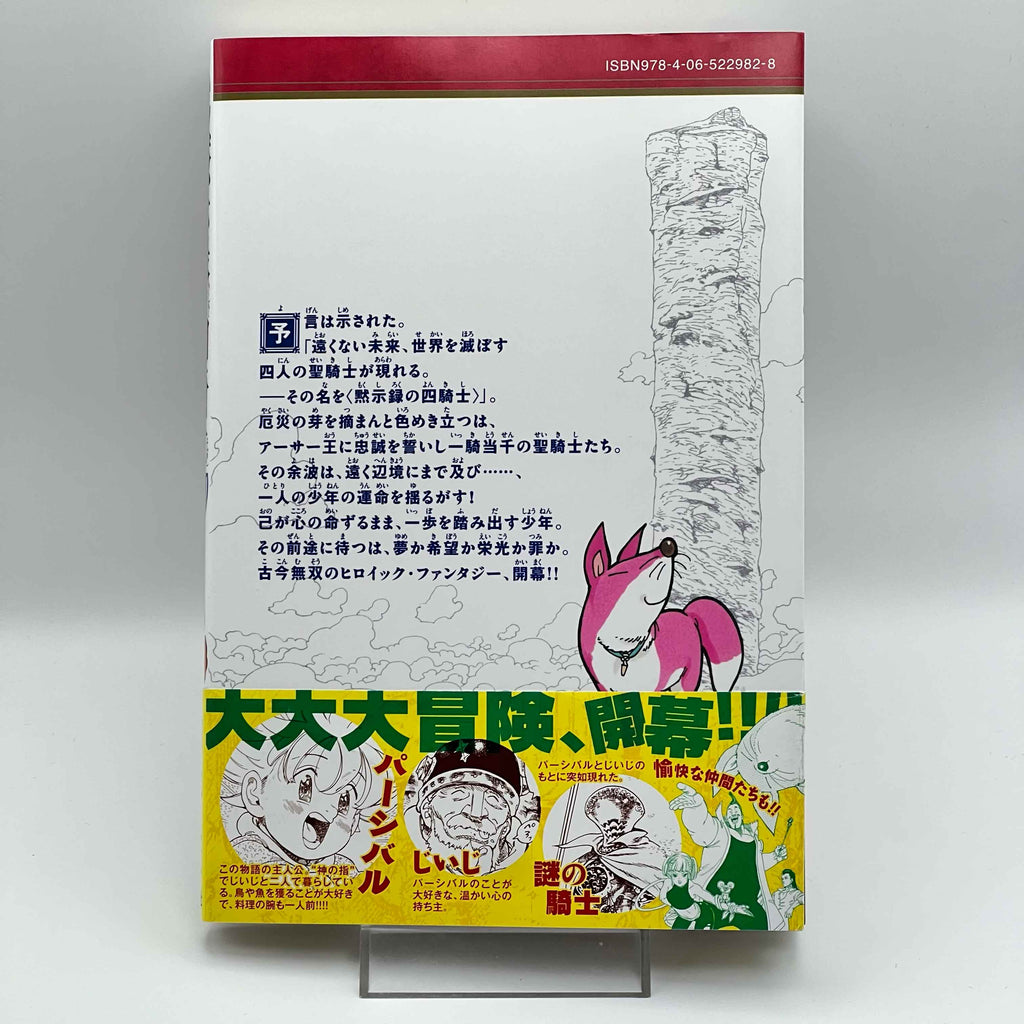 ISBN978-4-06-522982-8
予言は示された。
「遠くない未来、世界を滅ぼす
四人の聖騎士が現れる。
――その名を〈黙示録の四騎士〉」。
厄災の芽を摘まんと色めき立つは、
アーサー王に忠誠を誓いし一騎当千の聖騎士たち。
その余波は、遠く辺境にまで及び……、
一人の少年の運命を揺るがす!
己が心の命ずるまま、一歩を踏み出す少年。
その前途に待つは、夢か希望か栄光か罪か。
古今無双のヒロイック・ファンタジー、開幕!!
大大大冒険、開幕!!!!
パーシバル
この物語の主人公。“神の指”
でじいじと二人で暮らしてい
る。鳥や魚を獲ることが大好き
で、料理の腕も一人前!!!!
じいじ
パーシバルのことが
大好きな、温かい心の
持ち主。
パーシバルとじいじの
もとに突如現れた。
謎の
騎士
愉快な仲間たちも!!